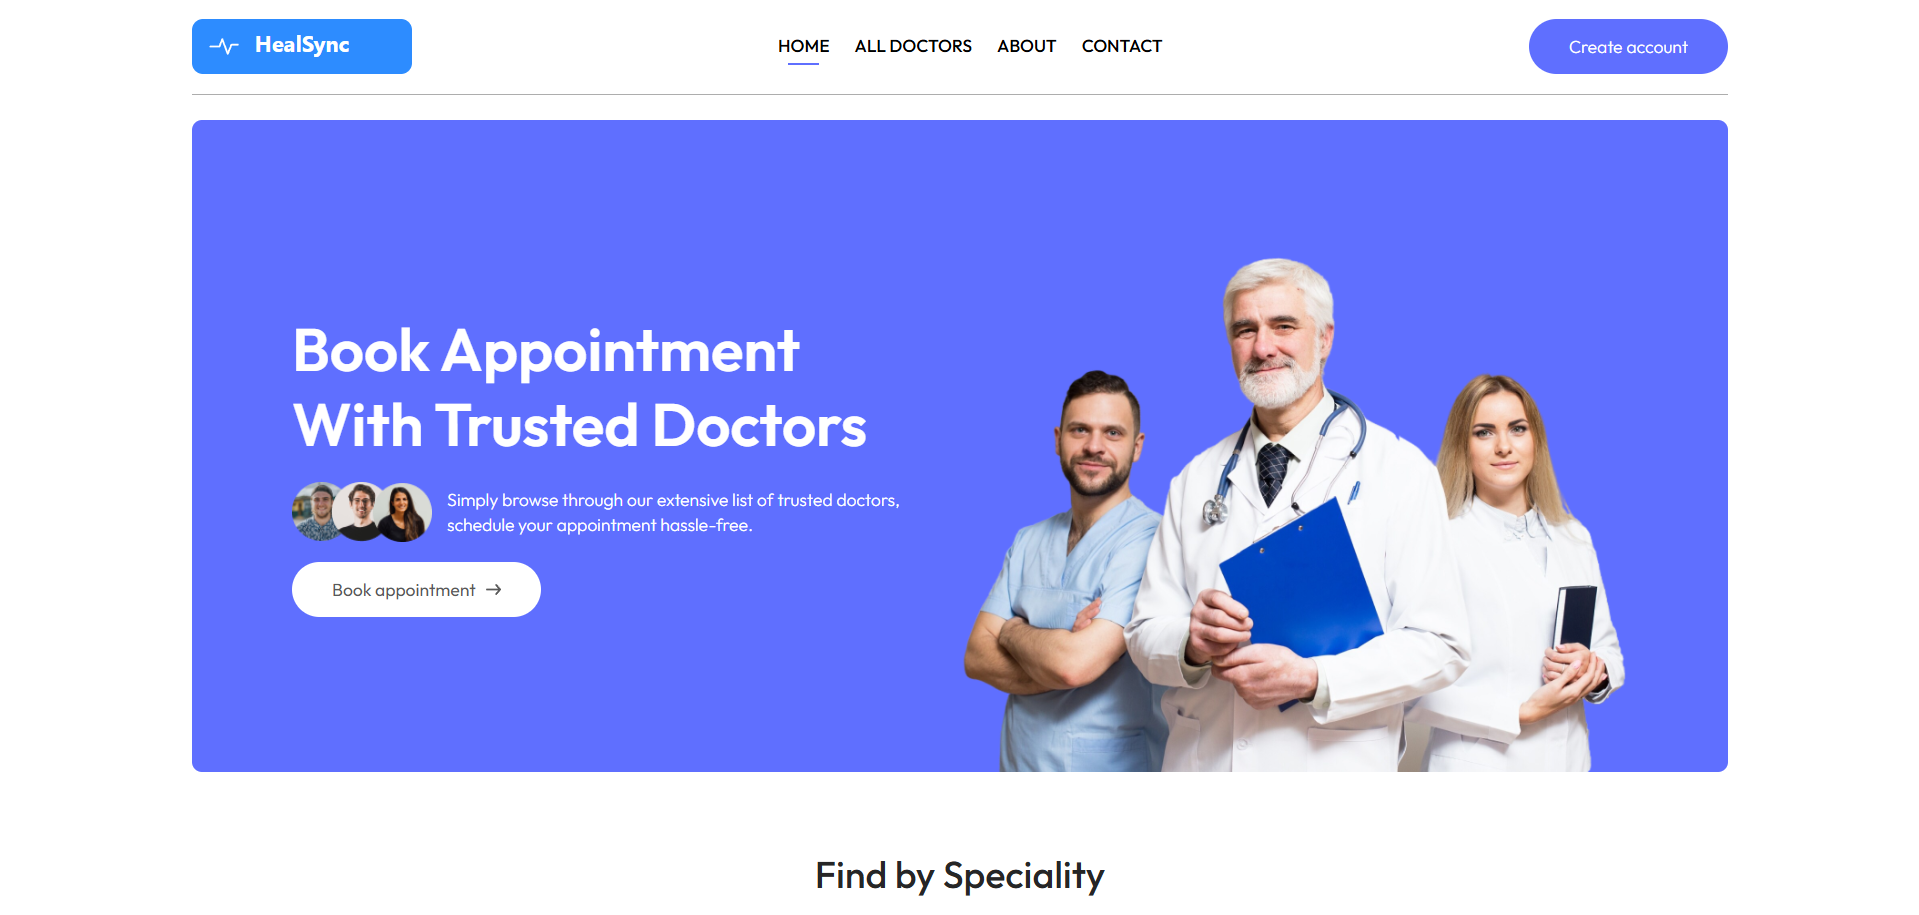 HealSync
HOME
ALL DOCTORS
ABOUT
CONTACT
Create account
Book Appointment
With Trusted Doctors
Simply browse through our extensive list of trusted doctors,
schedule your appointment hassle-free.
Book appointment →
Find by Speciality